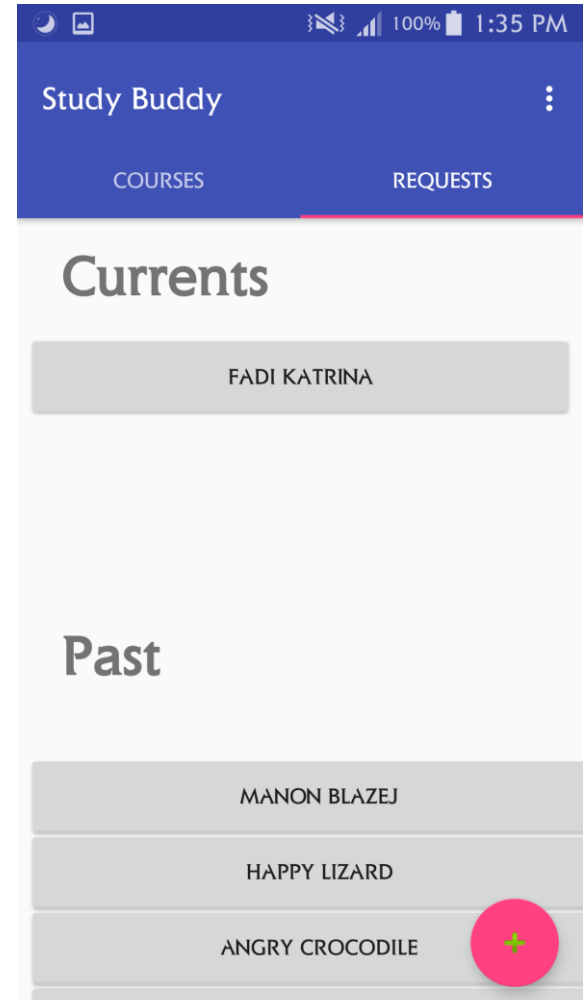 100% 1:35 PM
Study Buddy
COURSES REQUESTS
Currents
FADI KATRINA
Past
MANON BLAZEJ
HAPPY LIZARD
ANGRY CROCODILE
+